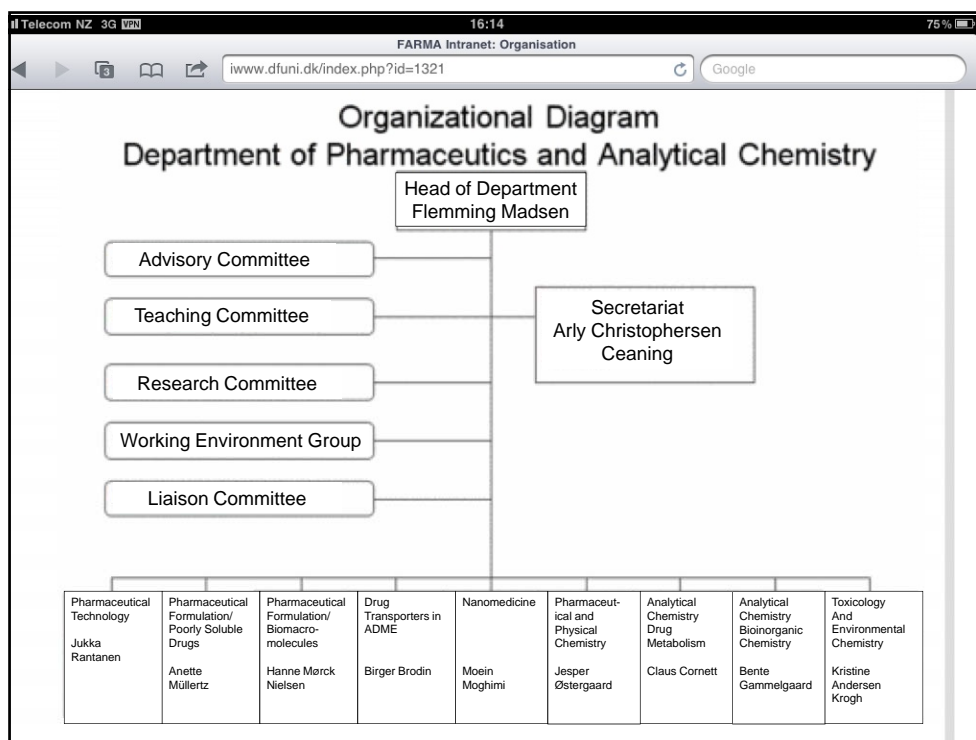 Telecom NZ 3G VPN 16:14 75%
FARMA Intranet: Organisation
3 iwww.dfuni.dk/index.php?id=1321 Google
Organizational Diagram
Department of Pharmaceutics and Analytical Chemistry
Head of Department
Flemming Madsen
Advisory Committee
Teaching Committee
Secretariat
Arly Christophersen
Ceaning
Research Committee
Working Environment Group
Liaison Committee
Pharmaceutical
Technology
Jukka
Rantanen
Pharmaceutical
Formulation/
Poorly Soluble
Drugs
Anette
Müllertz
Pharmaceutical
Formulation/
Biomacro-
molecules
Hanne Mørck
Nielsen
Drug
Transporters in
ADME
Birger Brodin
Nanomedicine
Moein
Moghimi
Pharmaceut-
ical and
Physical
Chemistry
Jesper
Østergaard
Analytical
Chemistry
Drug
Metabolism
Claus Cornett
Analytical
Chemistry
Bioinorganic
Chemistry
Bente
Gammelgaard
Toxicology
And
Environmental
Chemistry
Kristine
Andersen
Krogh